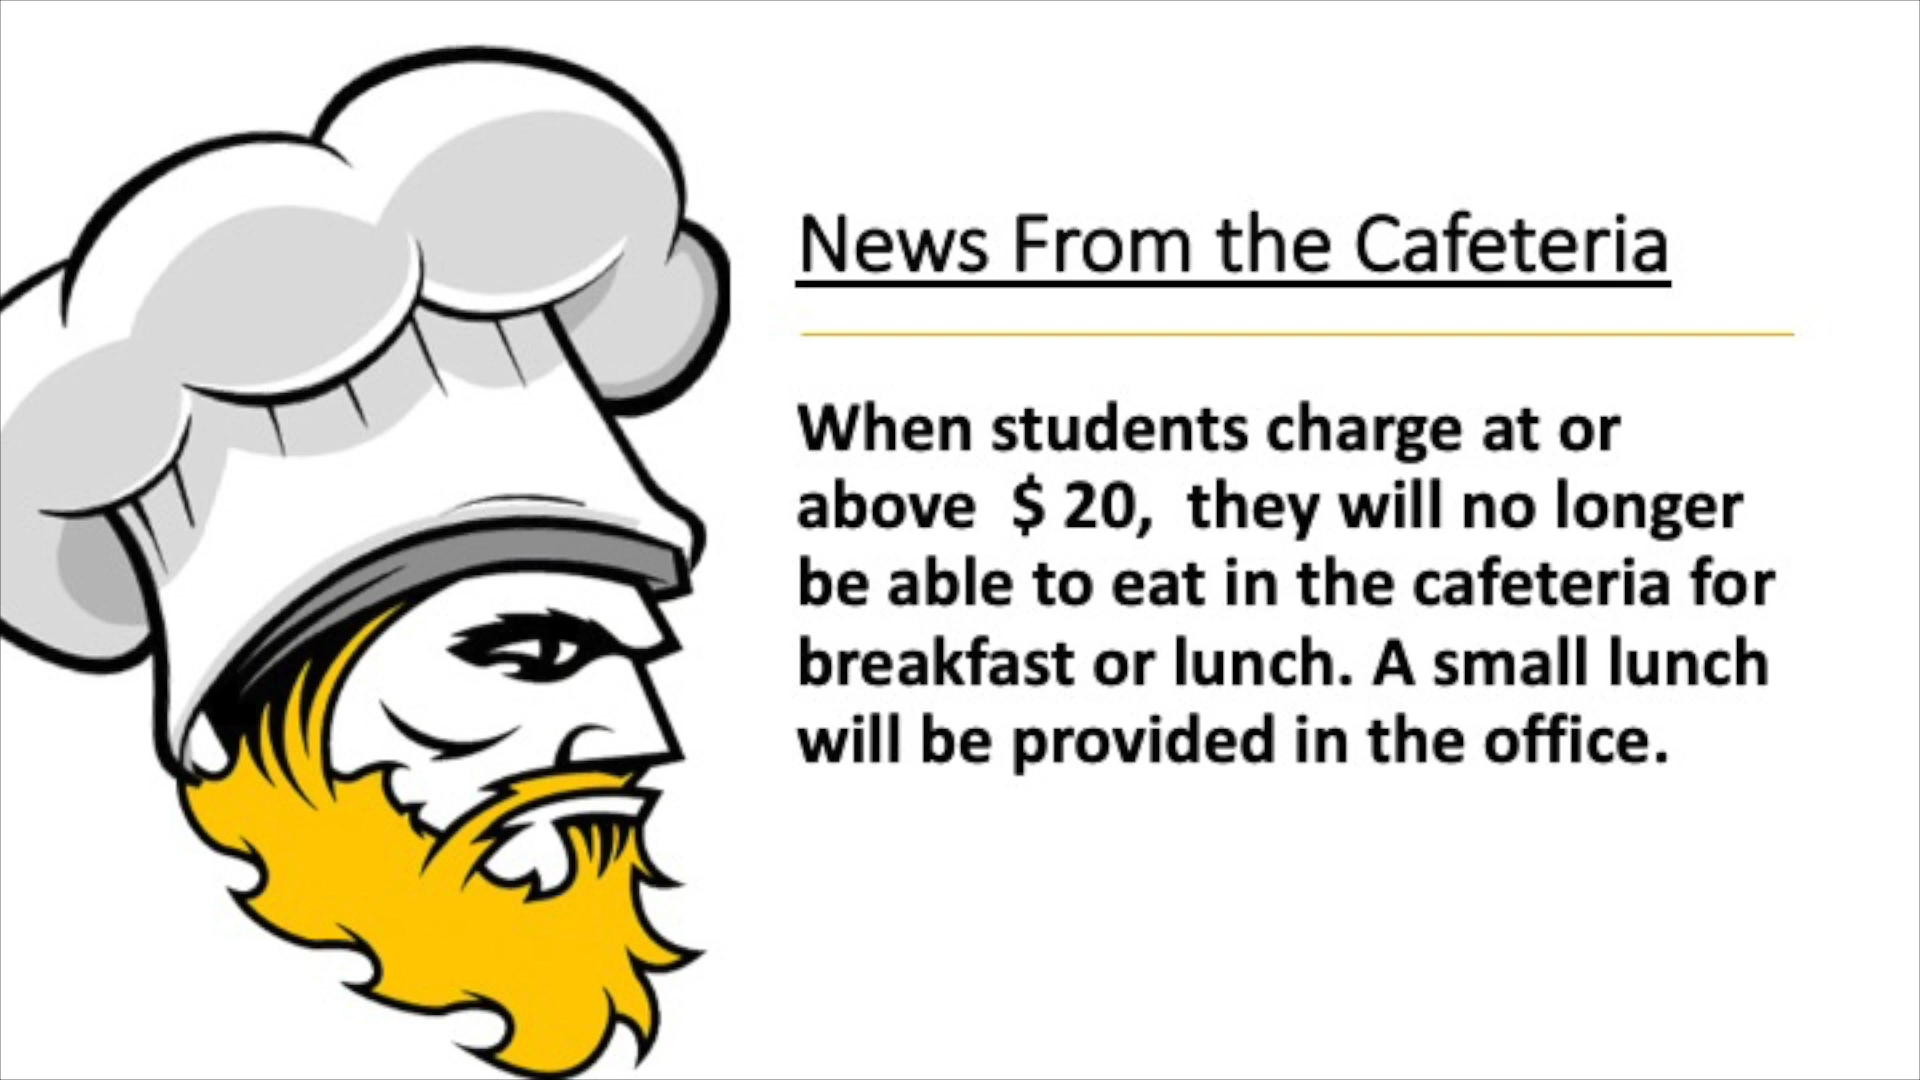 News From the Cafeteria
When students charge at or
above  $ 20,  they will no longer
be able to eat in the cafeteria for
breakfast or lunch. A small lunch
will be provided in the office.